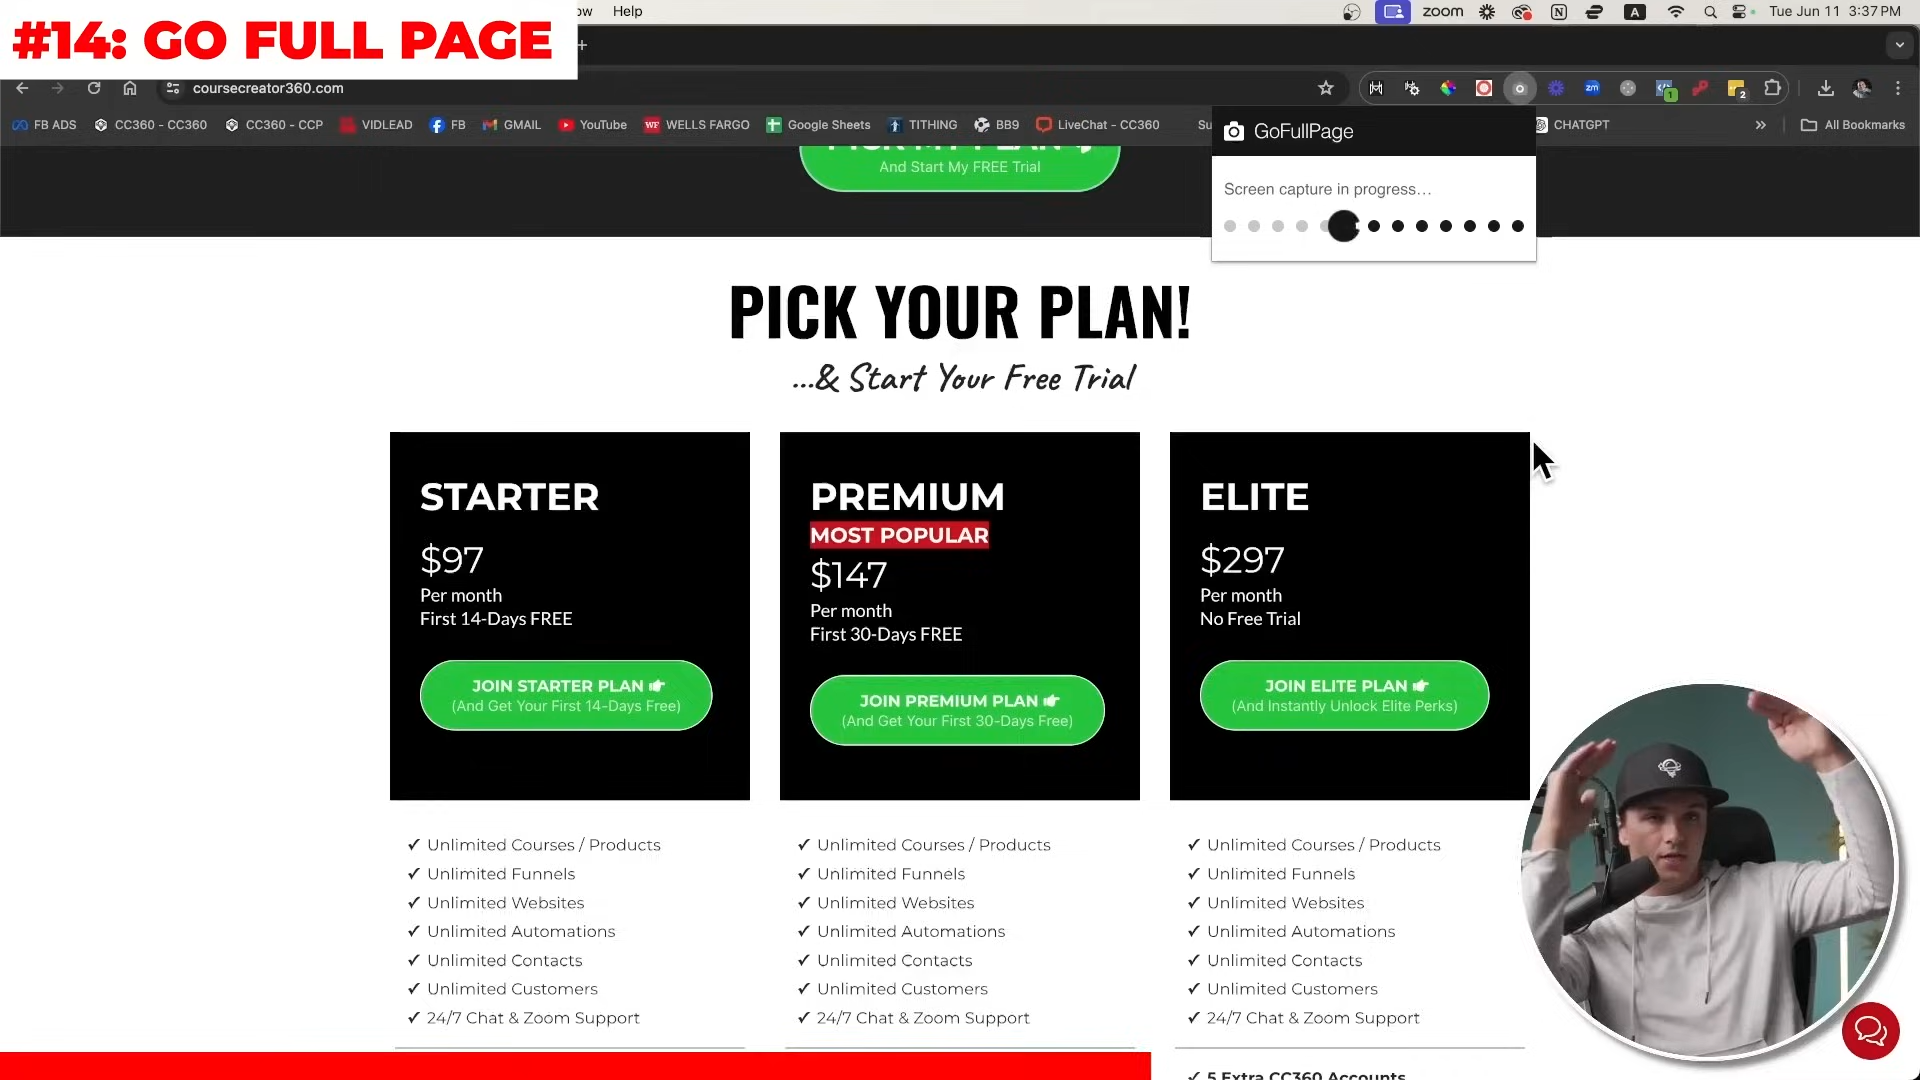 #14: GO FULL PAGE
Help
zoom
Tue Jun 11 3:37 PM
coursecreator360.com
FB ADS
CC360 - CC360
CC360 - CCP
VIDLEAD
FB
GMAIL
YouTube
WELLS FARGO
Google Sheets
TITHING
BB9
LiveChat - CC360
CHATGPT
All Bookmarks
GoFullPage
Screen capture in progress...
PICK MY PLAN
And Start My FREE Trial
PICK YOUR PLAN!
...& Start Your Free Trial
STARTER
$97
Per month
First 14-Days FREE
JOIN STARTER PLAN
(And Get Your First 14-Days Free)
✓ Unlimited Courses / Products
✓ Unlimited Funnels
✓ Unlimited Websites
✓ Unlimited Automations
✓ Unlimited Contacts
✓ Unlimited Customers
✓ 24/7 Chat & Zoom Support
PREMIUM
MOST POPULAR
$147
Per month
First 30-Days FREE
JOIN PREMIUM PLAN
(And Get Your First 30-Days Free)
✓ Unlimited Courses / Products
✓ Unlimited Funnels
✓ Unlimited Websites
✓ Unlimited Automations
✓ Unlimited Contacts
✓ Unlimited Customers
✓ 24/7 Chat & Zoom Support
ELITE
$297
Per month
No Free Trial
JOIN ELITE PLAN
(And Instantly Unlock Elite Perks)
✓ Unlimited Courses / Products
✓ Unlimited Funnels
✓ Unlimited Websites
✓ Unlimited Automations
✓ Unlimited Contacts
✓ Unlimited Customers
✓ 24/7 Chat & Zoom Support
✓ 5 Extra CC360 Accounts